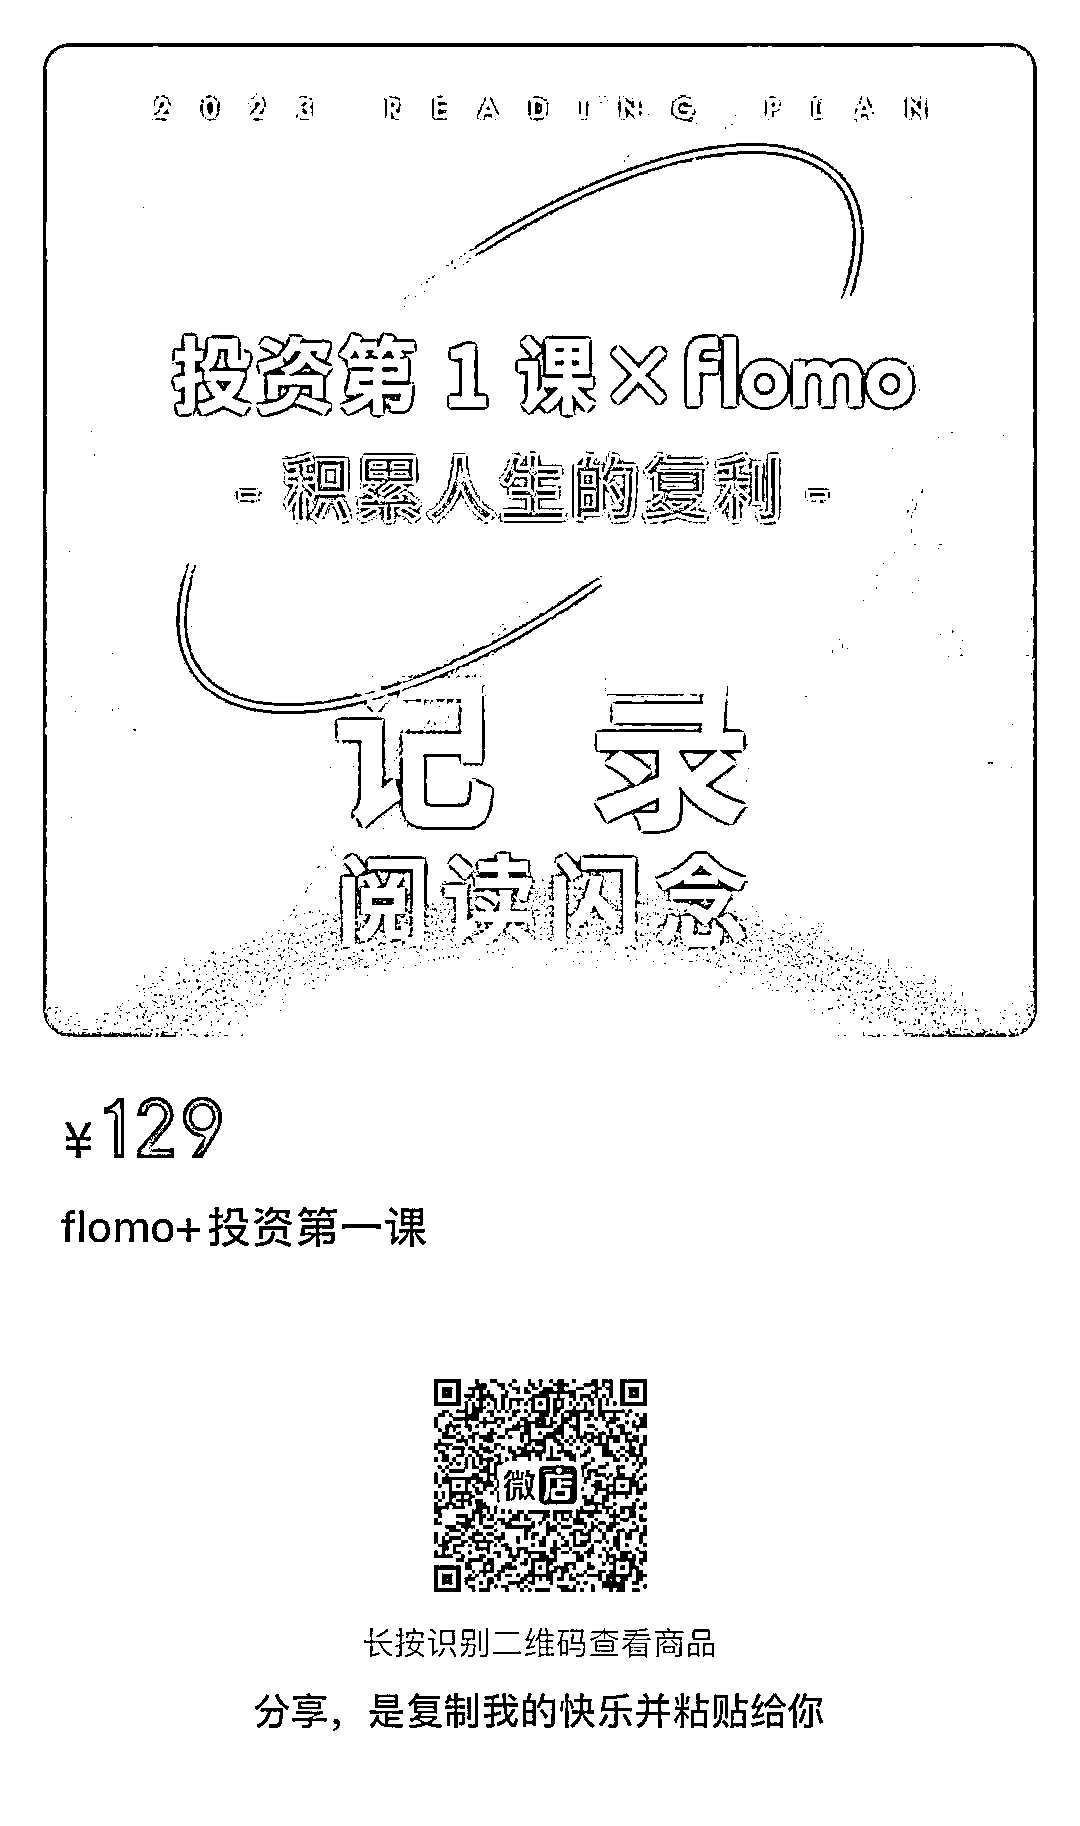 2023 READING PLAN
投资第1课×flomo
- 积累人生的复利 -
记录
阅读闪念
¥129
flomo+投资第一课
微店
长按识别二维码查看商品
分享，是复制我的快乐并粘贴给你